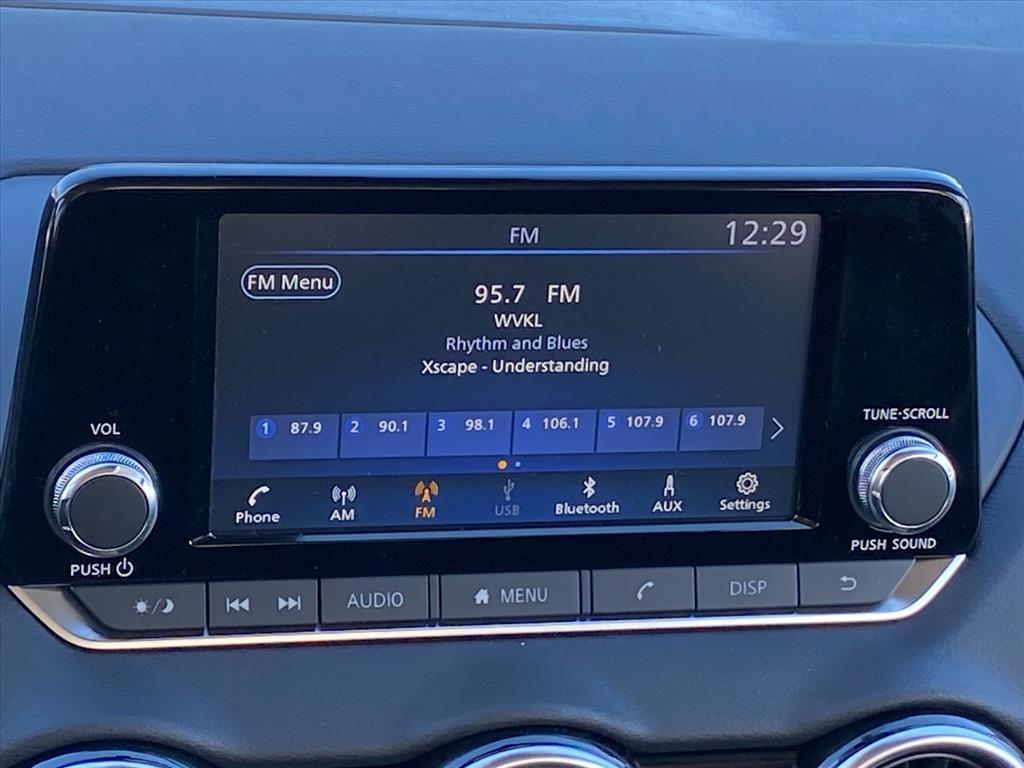 FM 12:29
FM Menu
95.7 FM
WVKL
Rhythm and Blues
Xscape - Understanding
1 87.9 2 90.1 3 98.1 4 106.1 5 107.9 6 107.9
Phone AM FM USB Bluetooth AUX Settings
VOL
PUSH
TUNE·SCROLL
PUSH SOUND
AUDIO MENU DISP